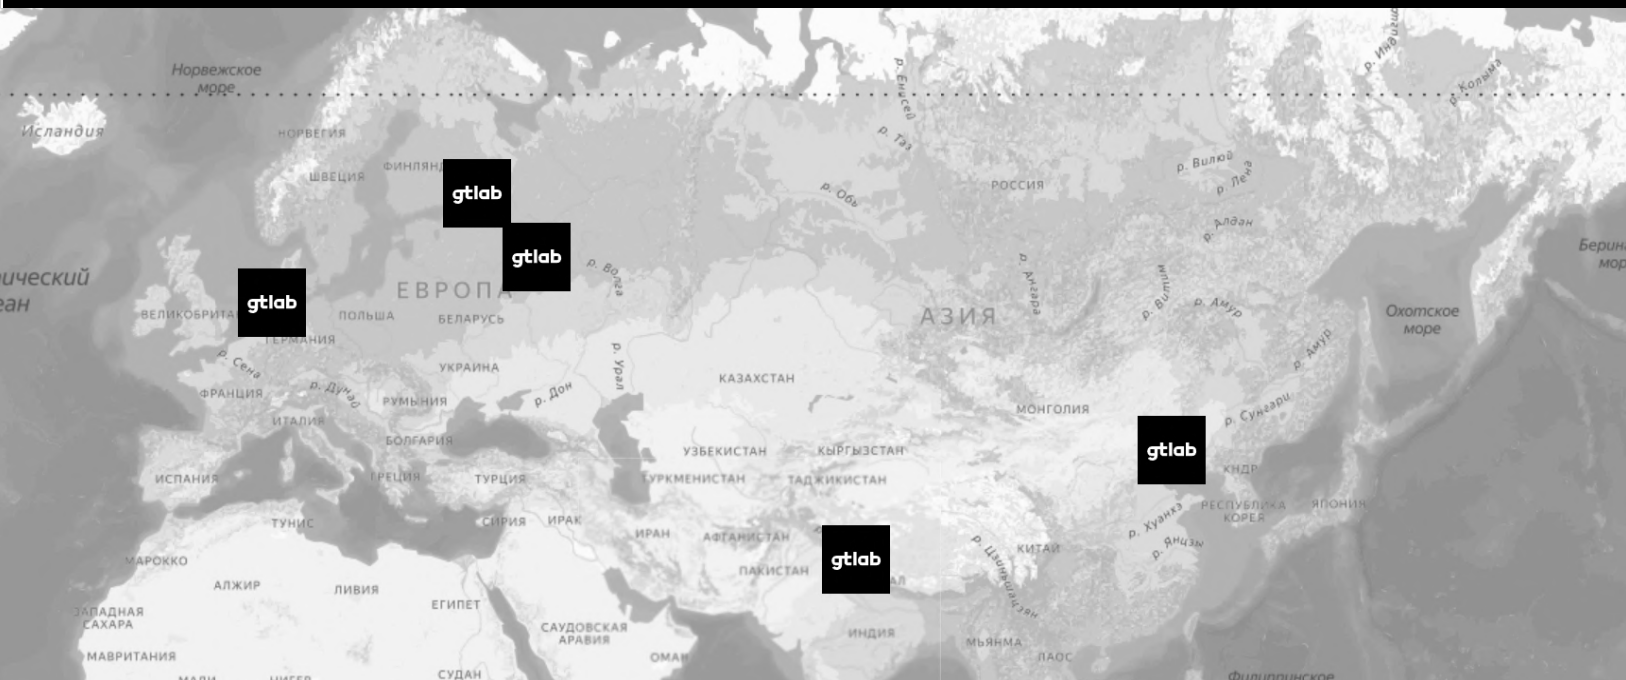 Норвежское
море
Исландия
НОРВЕГИЯ
ШВЕЦИЯ
р. Енисей
р. Таз
р. Обь
РОССИЯ
р. Вилюй
р. Лена
р. Алдан
р. Колыма
gtlab
gtlab
gtlab
ЕВРОПА
р. Волга
ПОЛЬША
БЕЛАРУСЬ
ГЕРМАНИЯ
р. Сена
ФРАНЦИЯ
р. Дунай
УКРАИНА
РУМЫНИЯ
р. Дон
р. Урал
ИТАЛИЯ
БОЛГАРИЯ
ИСПАНИЯ
ГРЕЦИЯ
ТУРЦИЯ
АЗИЯ
р. Ангара
р. Витим
р. Амур
р. Амур
Охотское
море
КАЗАХСТАН
МОНГОЛИЯ
р. Сунгари
УЗБЕКИСТАН
КЫРГЫЗСТАН
ТУРКМЕНИСТАН
ТАДЖИКИСТАН
gtlab
КНДР
РЕСПУБЛИКА
КОРЕЯ
ЯПОНИЯ
р. Хуанхэ
р. Янцзы
КИТАЙ
ТУНИС
СИРИЯ
ИРАК
ИРАН
АФГАНИСТАН
ПАКИСТАН
gtlab
МАРОККО
АЛЖИР
ЛИВИЯ
ЕГИПЕТ
ЗАПАДНАЯ
САХАРА
САУДОВСКАЯ
АРАВИЯ
МАВРИТАНИЯ
ОМАН
СУДАН
ИНДИЯ
МЬЯНМА
ЛАОС
Филиппинское